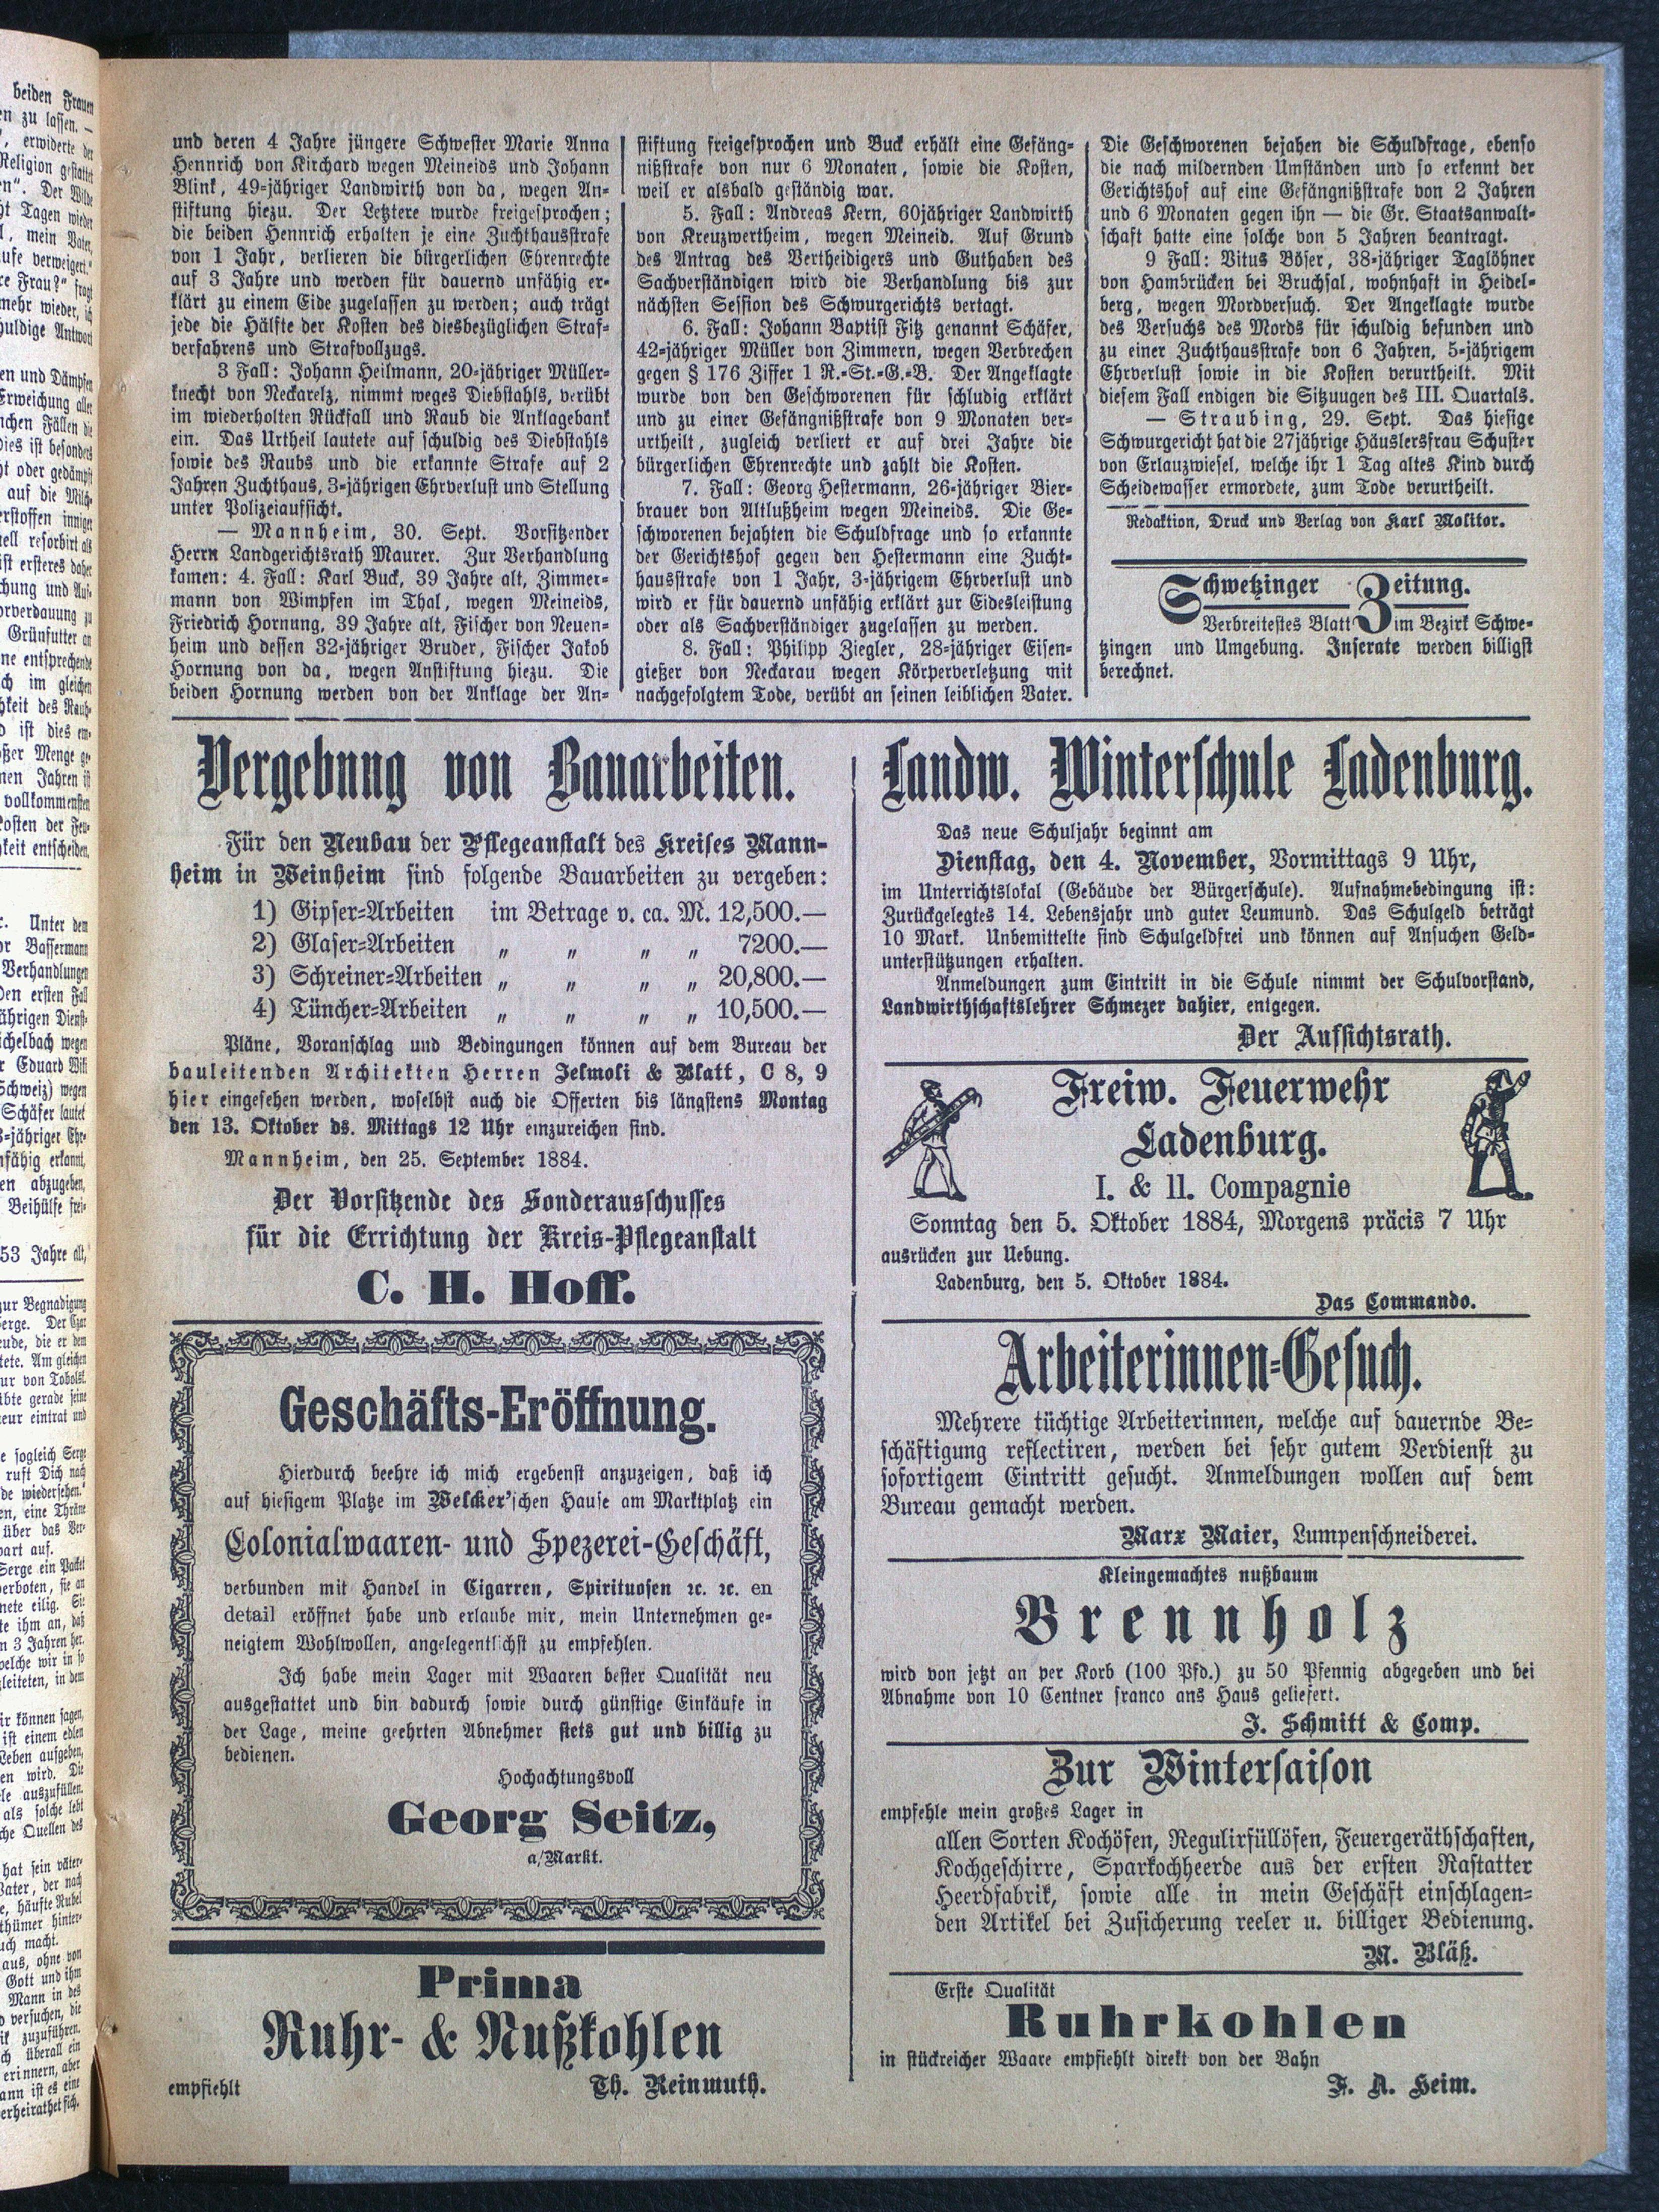 und deren 4 Jahre jüngere Schwester Marie Anna
Hennrich von Kirchard wegen Meineids und Johann
Blink, 49-jähriger Landwirth von da, wegen An-
stiftung hiezu. Der Letztere wurde freigesprochen;
die beiden Hennrich erhalten je eine Zuchthausstrafe
von 1 Jahr, verlieren die bürgerlichen Ehrenrechte
auf 3 Jahre und werden für dauernd unfähig er-
klärt zu einem Eide zugelassen zu werden; auch trägt
jede die Hälfte der Kosten des diesbezüglichen Straf-
verfahrens und Strafvollzugs.
3 Fall: Johann Heilmann, 20-jähriger Müller-
knecht von Neckarelz, nimmt weges Diebstahls, verübt
im wiederholten Rückfall und Raub die Anklagebank
ein. Das Urtheil lautete auf schuldig des Diebstahls
sowie des Raubs und die erkannte Strafe auf 2
Jahren Zuchthaus, 3-jährigen Ehrverlust und Stellung
unter Polizeiaufsicht.
— Mannheim, 30. Sept. Vorsitzender
Herrn Landgerichtsrath Maurer. Zur Verhandlung
kamen: 4. Fall: Karl Buck, 39 Jahre alt, Zimmer-
mann von Wimpfen im Thal, wegen Meineids,
Friedrich Hornung, 39 Jahre alt, Fischer von Neuen-
heim und dessen 32-jähriger Bruder, Fischer Jakob
Hornung von da, wegen Anstiftung hiezu. Die
beiden Hornung werden von der Anklage der An-
stiftung freigesprochen und Buck erhält eine Gefäng-
nißstrafe von nur 6 Monaten, sowie die Kosten,
weil er alsbald geständig war.
5. Fall: Andreas Kern, 60jähriger Landwirth
von Kreuzwertheim, wegen Meineid. Auf Grund
des Antrag des Vertheidigers und Guthaben des
Sachverständigen wird die Verhandlung bis zur
nächsten Session des Schwurgerichts vertagt.
6. Fall: Johann Baptist Fitz genannt Schäfer,
42-jähriger Müller von Zimmern, wegen Verbrechen
gegen § 176 Ziffer 1 R.-St.-G.-B. Der Angeklagte
wurde von den Geschworenen für schludig erklärt
und zu einer Gefängnißstrafe von 9 Monaten ver-
urtheilt, zugleich verliert er auf drei Jahre die
bürgerlichen Ehrenrechte und zahlt die Kosten.
7. Fall: Georg Hestermann, 26-jähriger Bier-
brauer von Altlußheim wegen Meineids. Die Ge-
schworenen bejahten die Schuldfrage und so erkannte
der Gerichtshof gegen den Hestermann eine Zucht-
hausstrafe von 1 Jahr, 3-jährigem Ehrverlust und
wird er für dauernd unfähig erklärt zur Eidesleistung
oder als Sachverständiger zugelassen zu werden.
8. Fall: Philipp Ziegler, 28-jähriger Eisen-
gießer von Neckarau wegen Körperverletzung mit
nachgefolgtem Tode, verübt an seinen leiblichen Vater.
Die Geschworenen bejahen die Schuldfrage, ebenso
die nach mildernden Umständen und so erkennt der
Gerichtshof auf eine Gefängnißstrafe von 2 Jahren
und 6 Monaten gegen ihn — die Gr. Staatsanwalt-
schaft hatte eine solche von 5 Jahren beantragt.
9 Fall: Vitus Böser, 38-jähriger Taglöhner
von Hambrücken bei Bruchsal, wohnhaft in Heidel-
berg, wegen Mordversuch. Der Angeklagte wurde
des Versuchs des Mords für schuldig befunden und
zu einer Zuchthausstrafe von 6 Jahren, 5-jährigem
Ehrverlust sowie in die Kosten verurtheilt. Mit
diesem Fall endigen die Sitzuugen des III. Quartals.
— Straubing, 29. Sept. Das hiesige
Schwurgericht hat die 27jährige Häuslersfrau Schuster
von Erlauzwiesel, welche ihr 1 Tag altes Kind durch
Scheidewasser ermordete, zum Tode verurtheilt.
Redaktion, Druck und Verlag von Karl Molitor.
Schwetzinger Zeitung.
Verbreitestes Blatt im Bezirk Schwe-
tzingen und Umgebung. Inserate werden billigst
berechnet.
Vergebung von Bauarbeiten.
Für den Neubau der Pflegeanstalt des Kreises Mann-
heim in Weinheim sind folgende Bauarbeiten zu vergeben:
1) Gipser-Arbeiten im Betrage v. ca. M. 12,500.—
2) Glaser-Arbeiten „ „ „ „ 7200.—
3) Schreiner-Arbeiten „ „ „ „ 20,800.—
4) Tüncher-Arbeiten „ „ „ „ 10,500.—
Pläne, Voranschlag und Bedingungen können auf dem Bureau der
bauleitenden Architekten Herren Jelmoli & Blatt, C 8, 9
hier eingesehen werden, woselbst auch die Offerten bis längstens Montag
den 13. Oktober ds. Mittags 12 Uhr einzureichen sind.
Mannheim, den 25. September 1884.
Der Vorsitzende des Sonderausschusses
für die Errichtung der Kreis-Pflegeanstalt
C. H. Hoff.
Geschäfts-Eröffnung.
Hierdurch beehre ich mich ergebenst anzuzeigen, daß ich
auf hiesigem Platze im Welcker'schen Hause am Marktplatz ein
Colonialwaaren- und Spezerei-Geschäft,
verbunden mit Handel in Cigarren, Spirituosen ꝛc. ꝛc. en
detail eröffnet habe und erlaube mir, mein Unternehmen ge-
neigtem Wohlwollen, angelegentlichst zu empfehlen.
Ich habe mein Lager mit Waaren bester Qualität neu
ausgestattet und bin dadurch sowie durch günstige Einkäufe in
der Lage, meine geehrten Abnehmer stets gut und billig zu
bedienen.
Hochachtungsvoll
Georg Seitz,
a/Markt.
Prima
Ruhr- & Nußkohlen
empfiehlt Th. Reinmuth.
Landw. Winterschule Ladenburg.
Das neue Schuljahr beginnt am
Dienstag, den 4. November, Vormittags 9 Uhr,
im Unterrichtslokal (Gebäude der Bürgerschule). Aufnahmebedingung ist:
Zurückgelegtes 14. Lebensjahr und guter Leumund. Das Schulgeld beträgt
10 Mark. Unbemittelte sind Schulgeldfrei und können auf Ansuchen Geld-
unterstützungen erhalten.
Anmeldungen zum Eintritt in die Schule nimmt der Schulvorstand,
Landwirthschaftslehrer Schmezer dahier, entgegen.
Der Aufsichtsrath.
Freiw. Feuerwehr
Ladenburg.
I. & II. Compagnie
Sonntag den 5. Oktober 1884, Morgens präcis 7 Uhr
ausrücken zur Uebung.
Ladenburg, den 5. Oktober 1884.
Das Commando.
Arbeiterinnen-Gesuch.
Mehrere tüchtige Arbeiterinnen, welche auf dauernde Be-
schäftigung reflectiren, werden bei sehr gutem Verdienst zu
sofortigem Eintritt gesucht. Anmeldungen wollen auf dem
Bureau gemacht werden.
Marx Maier, Lumpenschneiderei.
Kleingemachtes nußbaum
Brennholz
wird von jetzt an per Korb (100 Pfd.) zu 50 Pfennig abgegeben und bei
Abnahme von 10 Centner franco ans Haus geliefert.
J. Schmitt & Comp.
Zur Wintersaison
empfehle mein großes Lager in
allen Sorten Kochöfen, Regulirfüllöfen, Feuergeräthschaften,
Kochgeschirre, Sparkochheerde aus der ersten Rastatter
Heerdfabrik, sowie alle in mein Geschäft einschlagen-
den Artikel bei Zusicherung reeler u. billiger Bedienung.
M. Bläß.
Erste Qualität
Ruhrkohlen
in stückreicher Waare empfiehlt direkt von der Bahn
F. A. Heim.